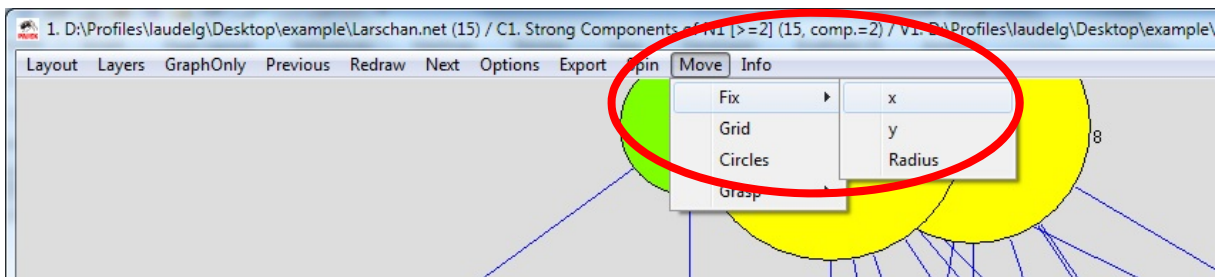 1. D:\Profiles\laudelg\Desktop\example\Larschan.net (15) / C1. Strong Components of N1 [>=2] (15, comp.=2) / V1. D:\Profiles\laudelg\Desktop\example\
Layout Layers GraphOnly Previous Redraw Next Options Export Spin Move Info
Fix x
Grid y
8
Circles Radius
Grasp